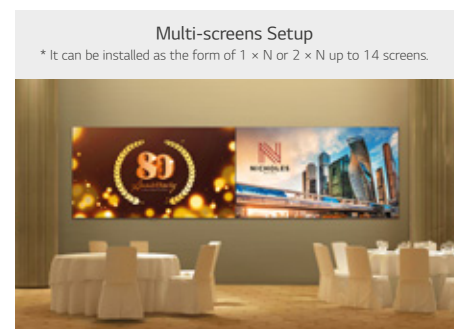 Multi-screens Setup
* It can be installed as the form of 1 × N or 2 × N up to 14 screens.
80
Anniversary
N
NICHOLES